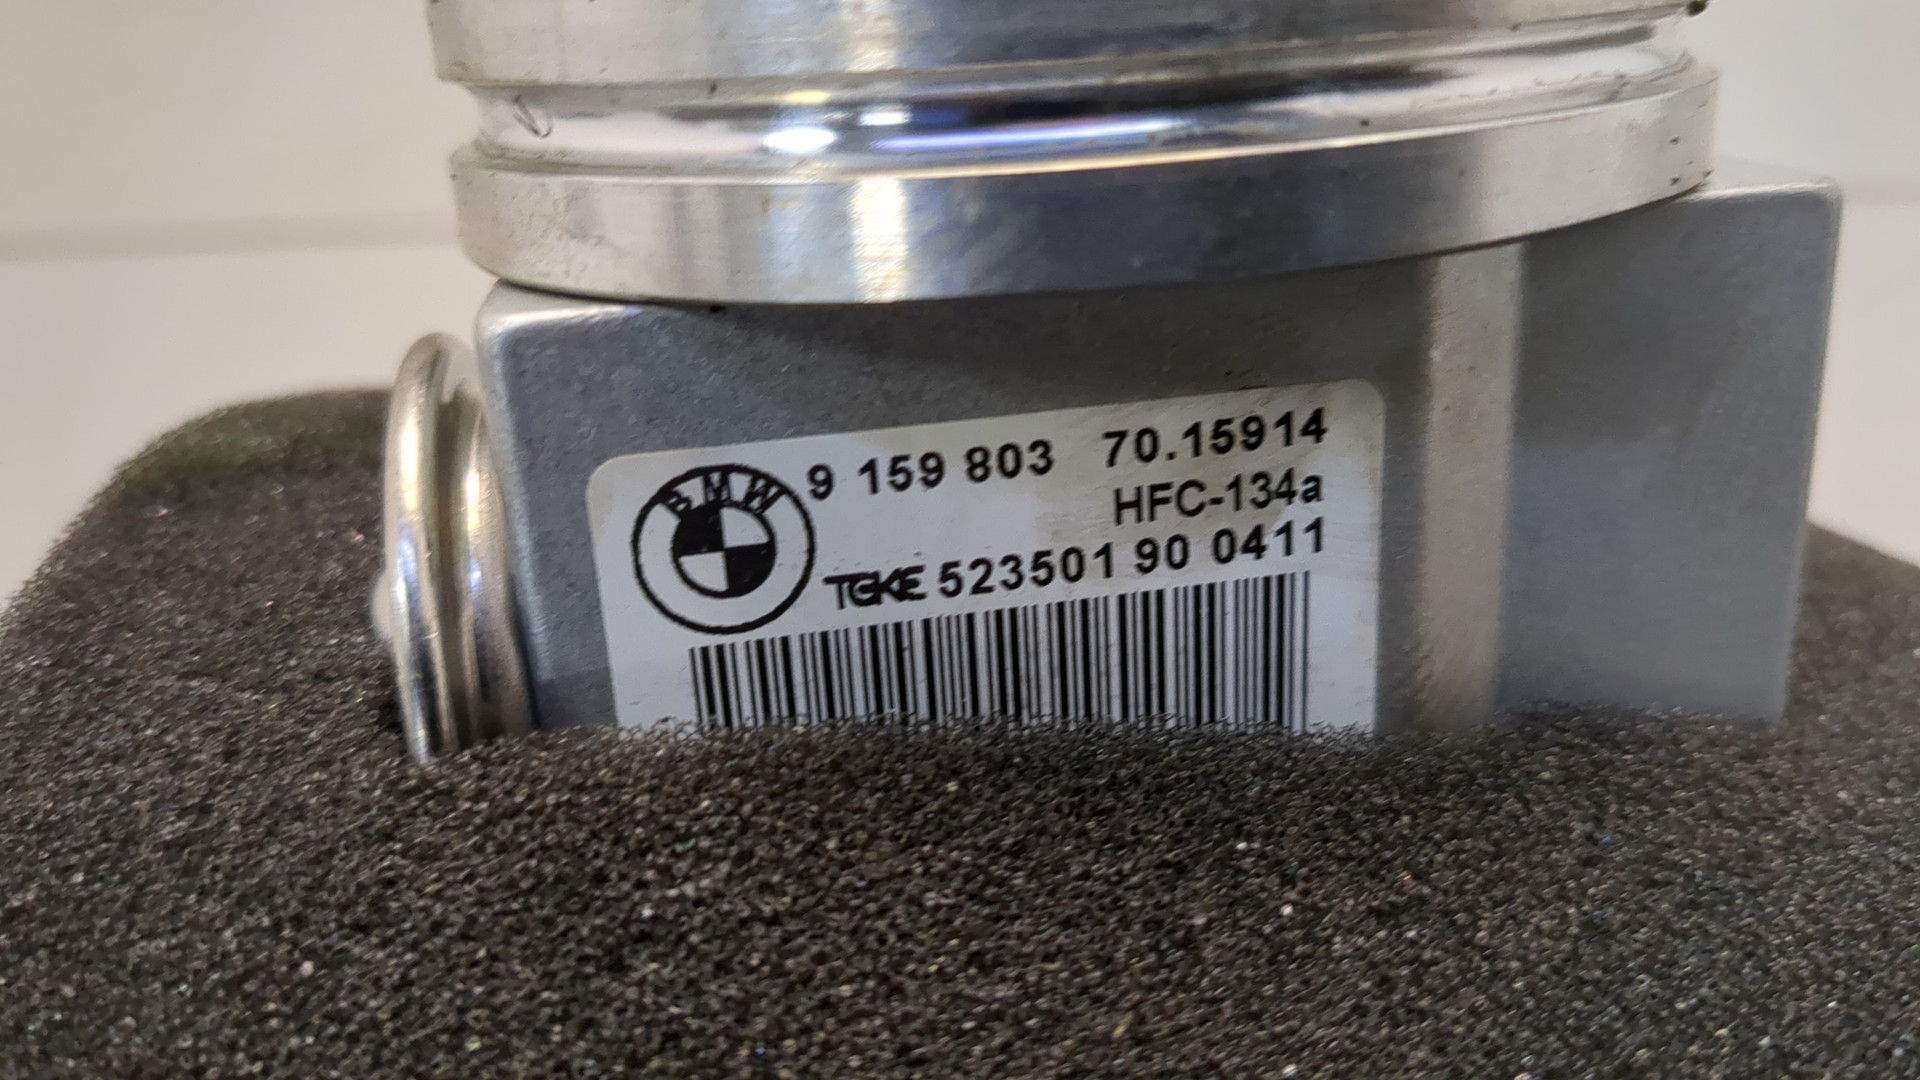 BMW
9 159 803 70.15914
HFC-134a
TGKE 523501 90 0411